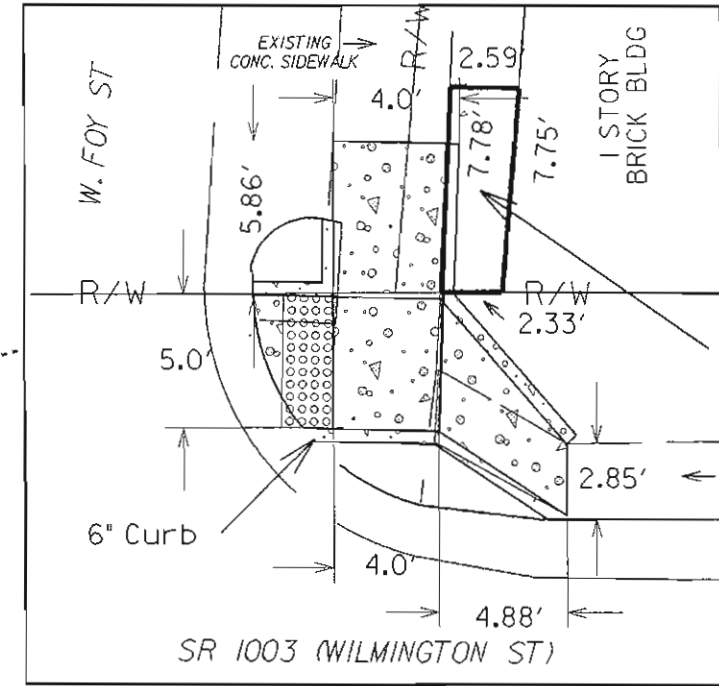 EXISTING
CONC. SIDEWALK
R/W
2.59
4.0'
W. FOY ST
1 STORY
BRICK BLDG
7.78'
7.75'
5.86'
R/W
R/W
2.33'
5.0'
2.85'
6" Curb
4.0'
4.88'
SR 1003 (WILMINGTON ST)